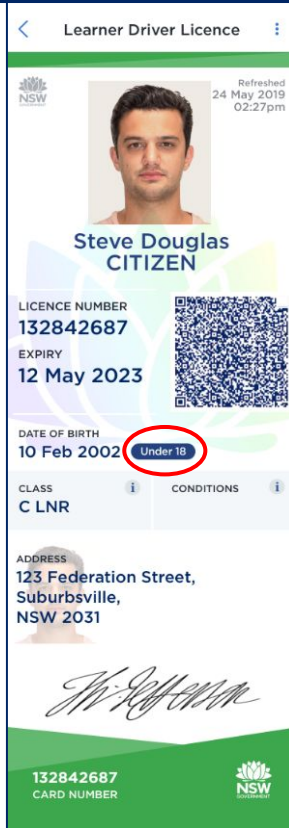 Learner Driver Licence
NSW
GOVERNMENT
Refreshed
24 May 2019
02:27pm
Steve Douglas
CITIZEN
LICENCE NUMBER
132842687
EXPIRY
12 May 2023
DATE OF BIRTH
10 Feb 2002 Under 18
CLASS i CONDITIONS i
C LNR
ADDRESS
123 Federation Street,
Suburbsville,
NSW 2031
132842687
CARD NUMBER
NSW
GOVERNMENT